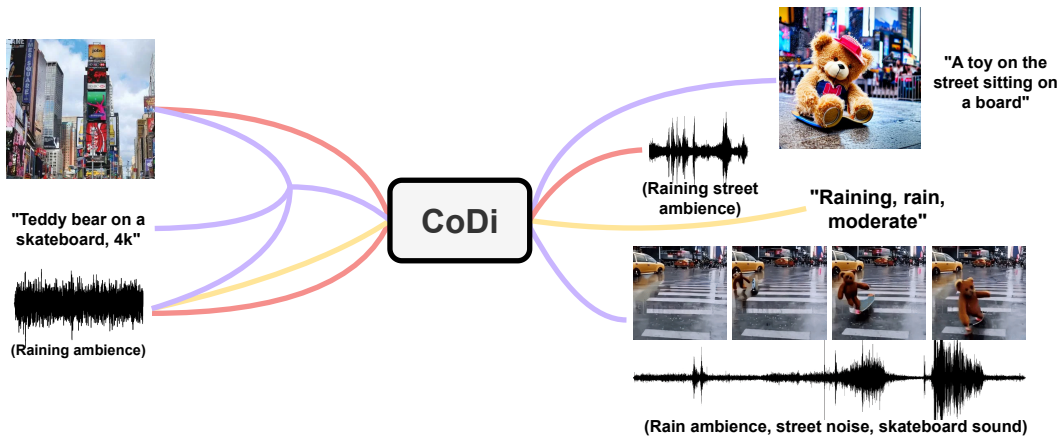 "Teddy bear on a
skateboard, 4k"
(Raining ambience)
CoDi
"A toy on the
street sitting on
a board"
(Raining street
ambience)
"Raining, rain,
moderate"
(Rain ambience, street noise, skateboard sound)